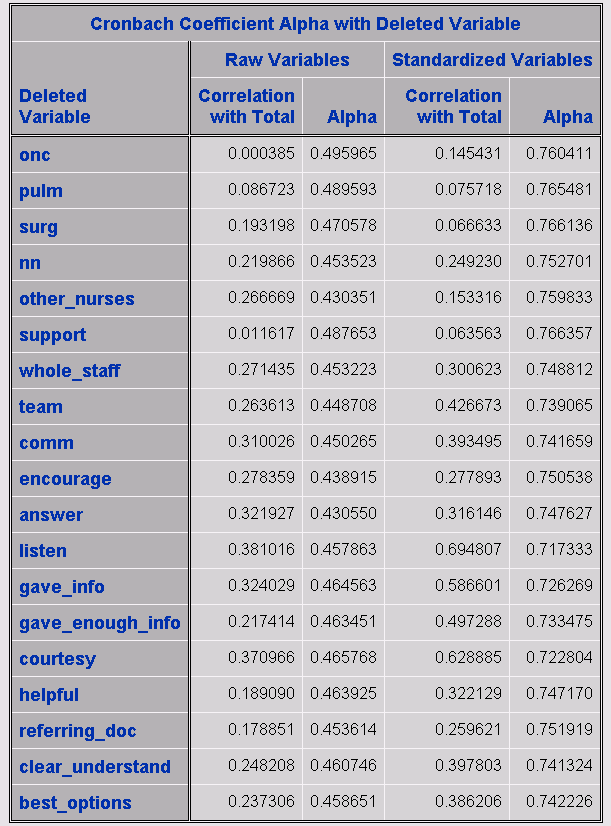 Cronbach Coefficient Alpha with Deleted Variable
Raw Variables Standardized Variables
Deleted Variable Correlation with Total Alpha Correlation with Total Alpha
onc 0.000385 0.495965 0.145431 0.760411
pulm 0.086723 0.489593 0.075718 0.765481
surg 0.193198 0.470578 0.066633 0.766136
nn 0.219866 0.453523 0.249230 0.752701
other_nurses 0.266669 0.430351 0.153316 0.759833
support 0.011617 0.487653 0.063563 0.766357
whole_staff 0.271435 0.453223 0.300623 0.748812
team 0.263613 0.448708 0.426673 0.739065
comm 0.310026 0.450265 0.393495 0.741659
encourage 0.278359 0.438915 0.277893 0.750538
answer 0.321927 0.430550 0.316146 0.747627
listen 0.381016 0.457863 0.694807 0.717333
gave_info 0.324029 0.464563 0.586601 0.726269
gave_enough_info 0.217414 0.463451 0.497288 0.733475
courtesy 0.370966 0.465768 0.628885 0.722804
helpful 0.189090 0.463925 0.322129 0.747170
referring_doc 0.178851 0.453614 0.259621 0.751919
clear_understand 0.248208 0.460746 0.397803 0.741324
best_options 0.237306 0.458651 0.386206 0.742226